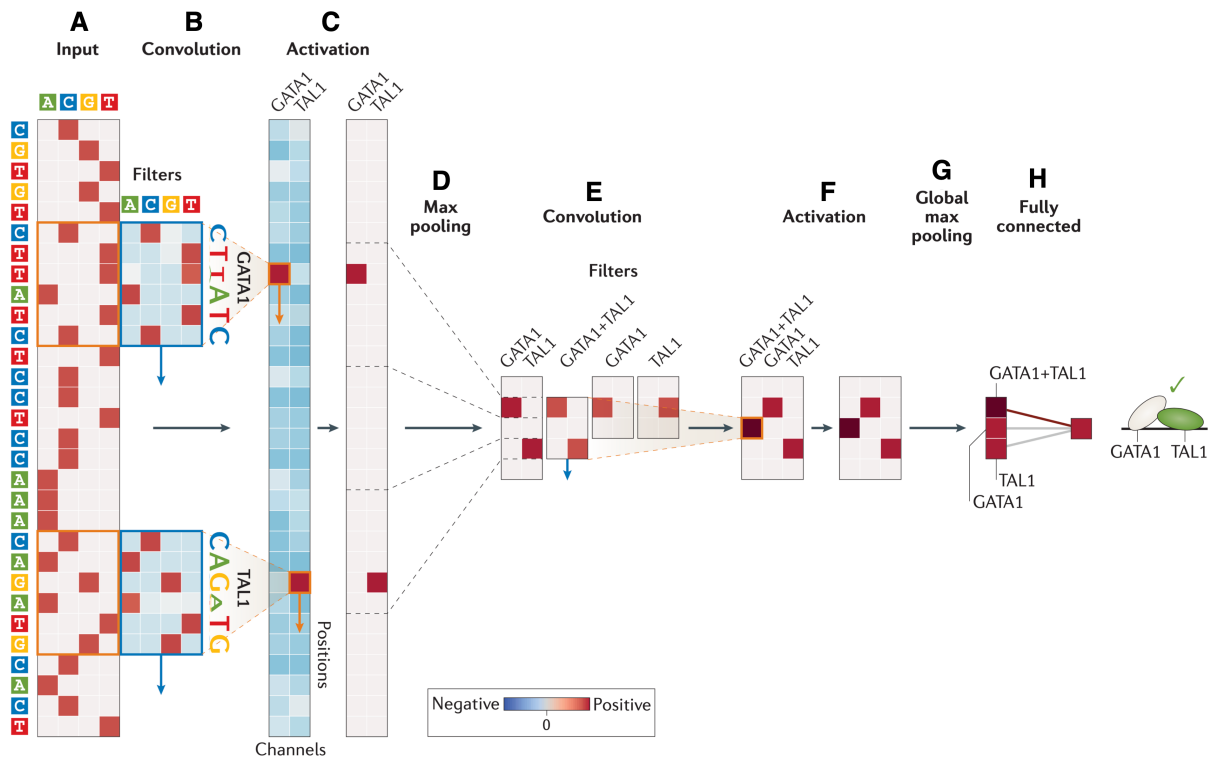 A
B
C
Input
Convolution
Activation
GATA1
TAL1
GATA1
TAL1
A C G T
C
G
T
G
T
C
T
T
A
T
C
T
C
C
T
C
C
A
A
A
C
A
G
A
T
G
C
A
C
T
Filters
A C G T
CTTATC
GATA1
CAGATG
TAL1
Positions
Channels
D
Max
pooling
E
Convolution
Filters
GATA1
TAL1
GATA1+TAL1
GATA1
TAL1
F
Activation
GATA1+TAL1
GATA1
TAL1
G
Global
max
pooling
H
Fully
connected
GATA1+TAL1
TAL1
GATA1
✓
GATA1
TAL1
Negative
Positive
0